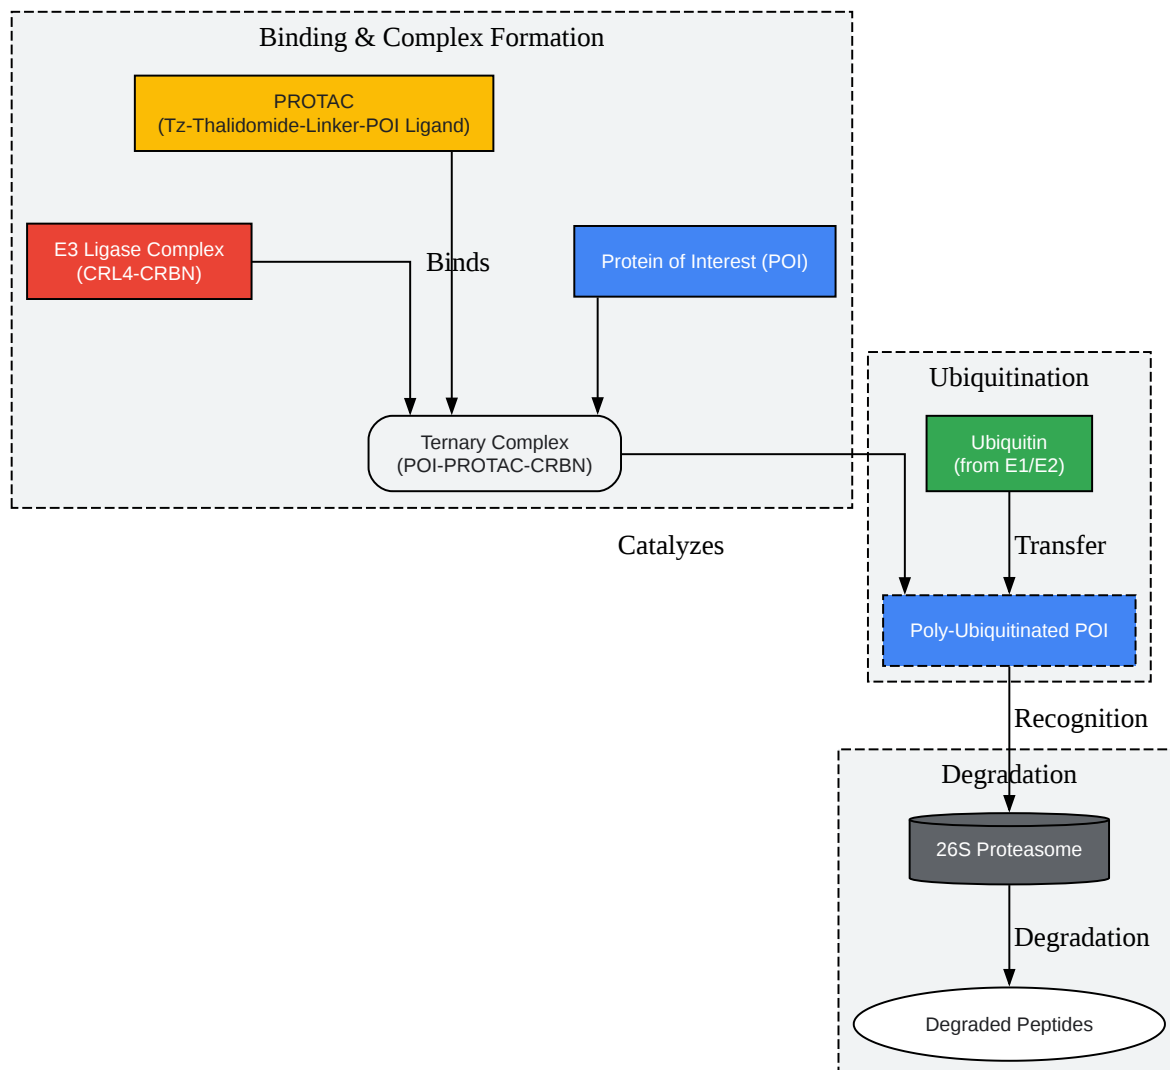 Binding & Complex Formation
PROTAC
(Tz-Thalidomide-Linker-POI Ligand)
E3 Ligase Complex
(CRL4-CRBN)
Binds
Protein of Interest (POI)
Ternary Complex
(POI-PROTAC-CRBN)
Catalyzes
Ubiquitination
Ubiquitin
(from E1/E2)
Transfer
Poly-Ubiquitinated POI
Recognition
Degradation
26S Proteasome
Degradation
Degraded Peptides